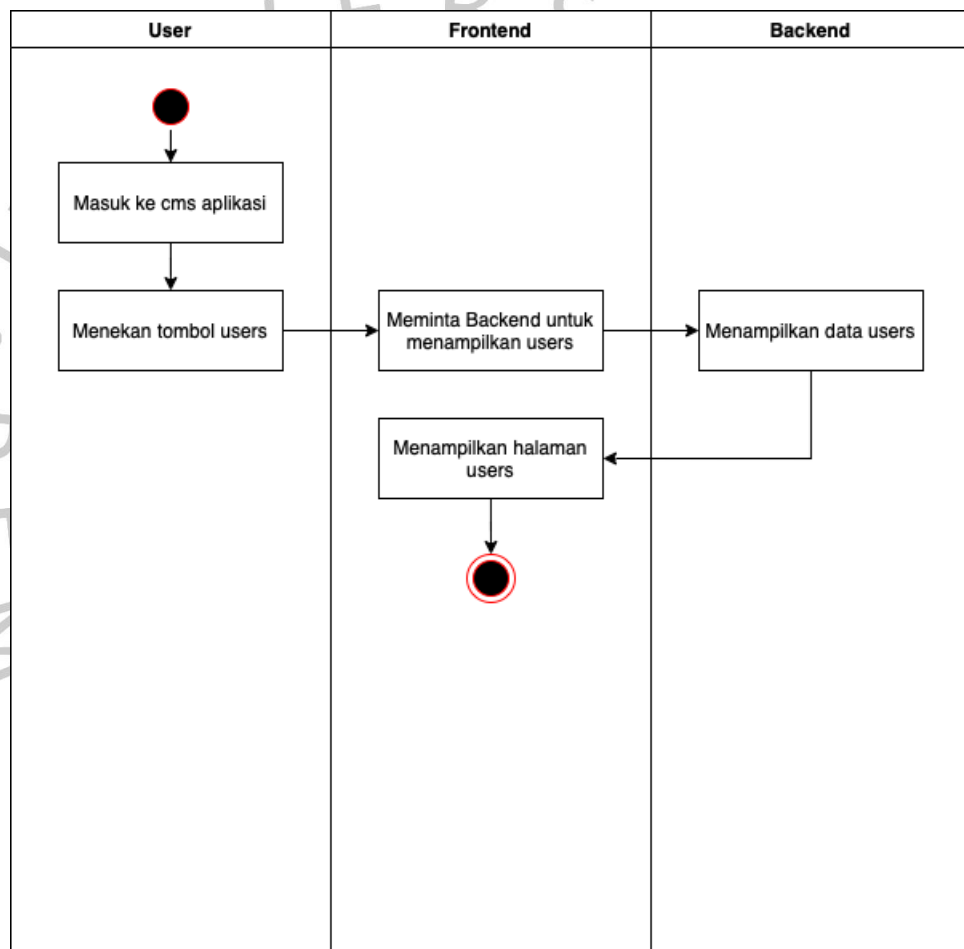 User
Frontend
Backend
Masuk ke cms aplikasi
Menekan tombol users
Meminta Backend untuk
menampilkan users
Menampilkan data users
Menampilkan halaman
users